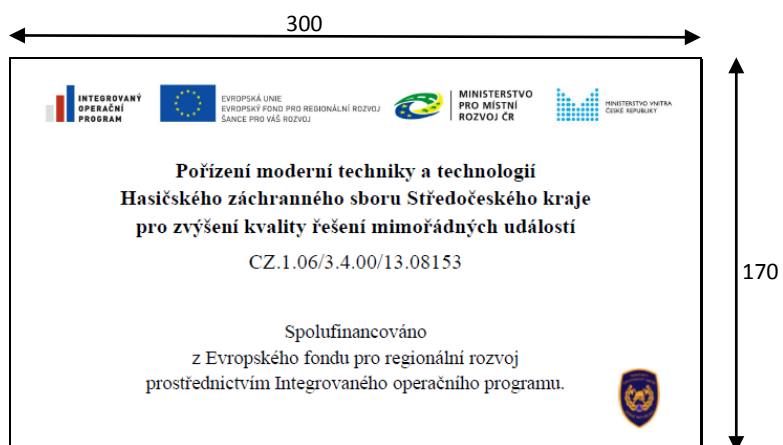 300
INTEGROVANÝ
OPERAČNÍ
PROGRAM
EVROPSKÁ UNIE
EVROPSKÝ FOND PRO REGIONÁLNÍ ROZVOJ
ŠANCE PRO VÁŠ ROZVOJ
MINISTERSTVO
PRO MÍSTNÍ
ROZVOJ ČR
MINISTERSTVO VNITRA
ČESKÉ REPUBLIKY
Pořízení moderní techniky a technologií
Hasičského záchranného sboru Středočeského kraje
pro zvýšení kvality řešení mimořádných událostí
CZ.1.06/3.4.00/13.08153
170
Spolufinancováno
z Evropského fondu pro regionální rozvoj
prostřednictvím Integrovaného operačního programu.